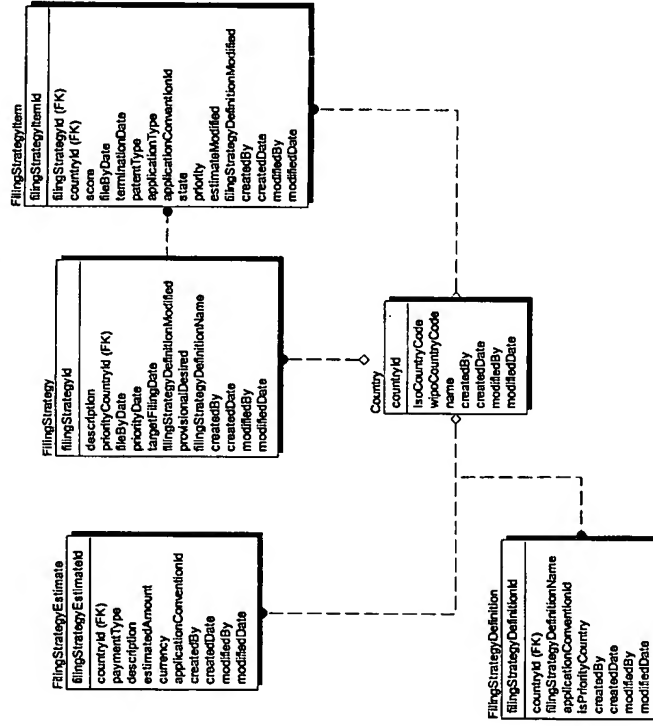 FilingStrategyEstimate
filingStrategyEstimateId
countryId (FK)
paymentType
description
estimatedAmount
currency
applicationConventionId
createdBy
createdDate
modifiedBy
modifiedDate
FilingStrategy
filingStrategyId
description
priorityCountryId (FK)
fileByDate
priorityDate
targetFilingDate
filingStrategyDefinitionModified
provisionalDesired
filingStrategyDefinitionName
createdBy
createdDate
modifiedBy
modifiedDate
FilingStrategyItem
filingStrategyItemId
filingStrategyId (FK)
countryId (FK)
score
fileByDate
terminationDate
patentType
applicationType
applicationConventionId
state
priority
estimateModified
filingStrategyDefinitionModified
createdBy
createdDate
modifiedBy
modifiedDate
Country
countryId
isoCountryCode
wipoCountryCode
name
createdBy
createdDate
modifiedBy
modifiedDate
FilingStrategyDefinition
filingStrategyDefinitionId
countryId (FK)
filingStrategyDefinitionName
applicationConventionId
isPriorityCountry
createdBy
createdDate
modifiedBy
modifiedDate